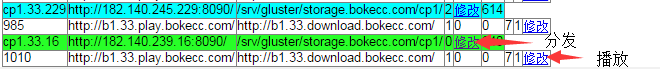 cp1.33.229 http://182.140.245.229:8090/ /srv/gluster/storage.bokecc.com/cp1/ 2 修改 614
985 http://b1.33.play.bokecc.com/ http://b1.33.download.bokecc.com/ 1 0 0 7 1 修改
cp1.33.16 http://182.140.239.16:8090/ /srv/gluster/storage.bokecc.com/cp1/ 0 修改 分发
1010 http://b1.33.play.bokecc.com/ http://b1.33.download.bokecc.com/ 1 0 0 7 1 修改 播放